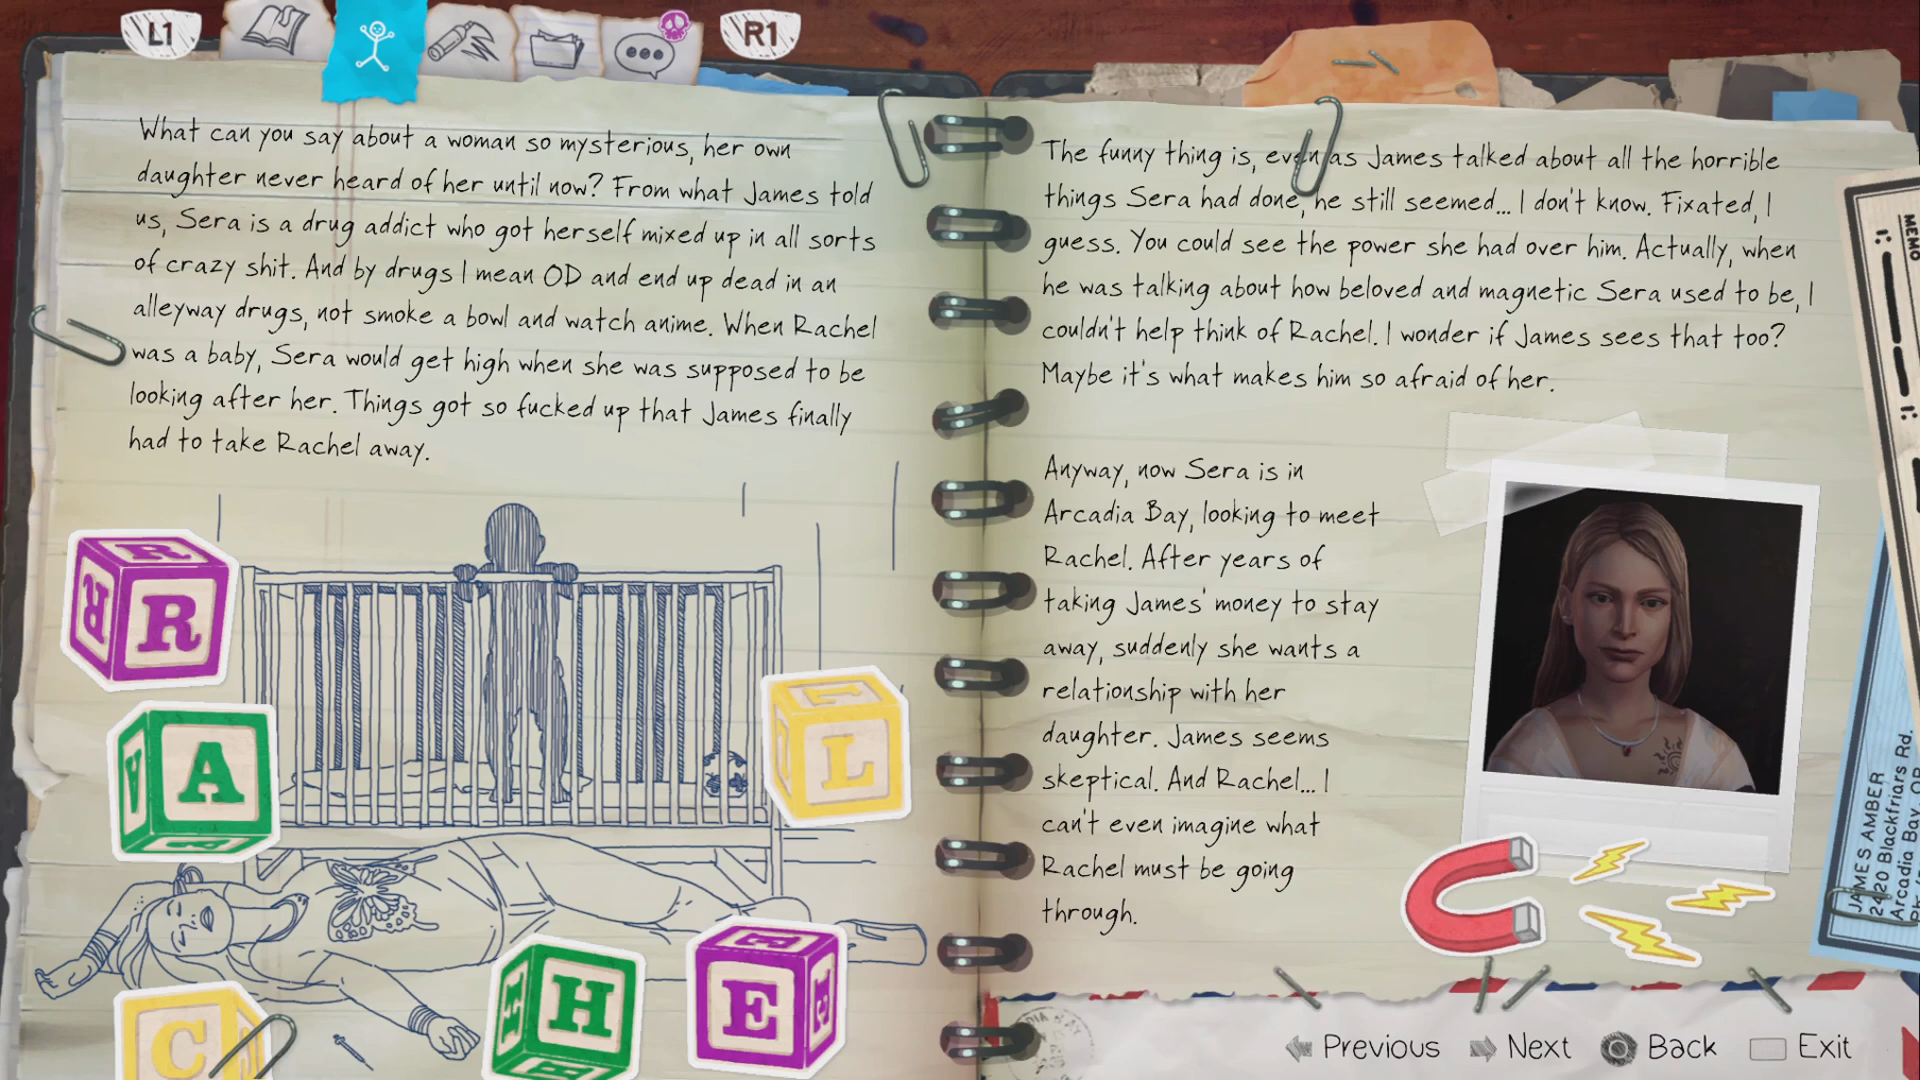 L1
R1
What can you say about a woman so mysterious, her own
daughter never heard of her until now? From what James told
us, Sera is a drug addict who got herself mixed up in all sorts
of crazy shit. And by drugs I mean OD and end up dead in an
alleyway drugs, not smoke a bowl and watch anime. When Rachel
was a baby, Sera would get high when she was supposed to be
looking after her. Things got so fucked up that James finally
had to take Rachel away.
R
R
R
A
A
A
L
L
L
C
H
H
H
E
E
E
The funny thing is, even as James talked about all the horrible
things Sera had done, he still seemed... I don't know. Fixated, I
guess. You could see the power she had over him. Actually, when
he was talking about how beloved and magnetic Sera used to be, I
couldn't help think of Rachel. I wonder if James sees that too?
Maybe it's what makes him so afraid of her.
Anyway, now Sera is in
Arcadia Bay, looking to meet
Rachel. After years of
taking James' money to stay
away, suddenly she wants a
relationship with her
daughter. James seems
skeptical. And Rachel... I
can't even imagine what
Rachel must be going
through.
MEMO
JAMES AMBER
Blackfriars Rd.
Arcadia Bay, OR
Previous
Next
Back
Exit